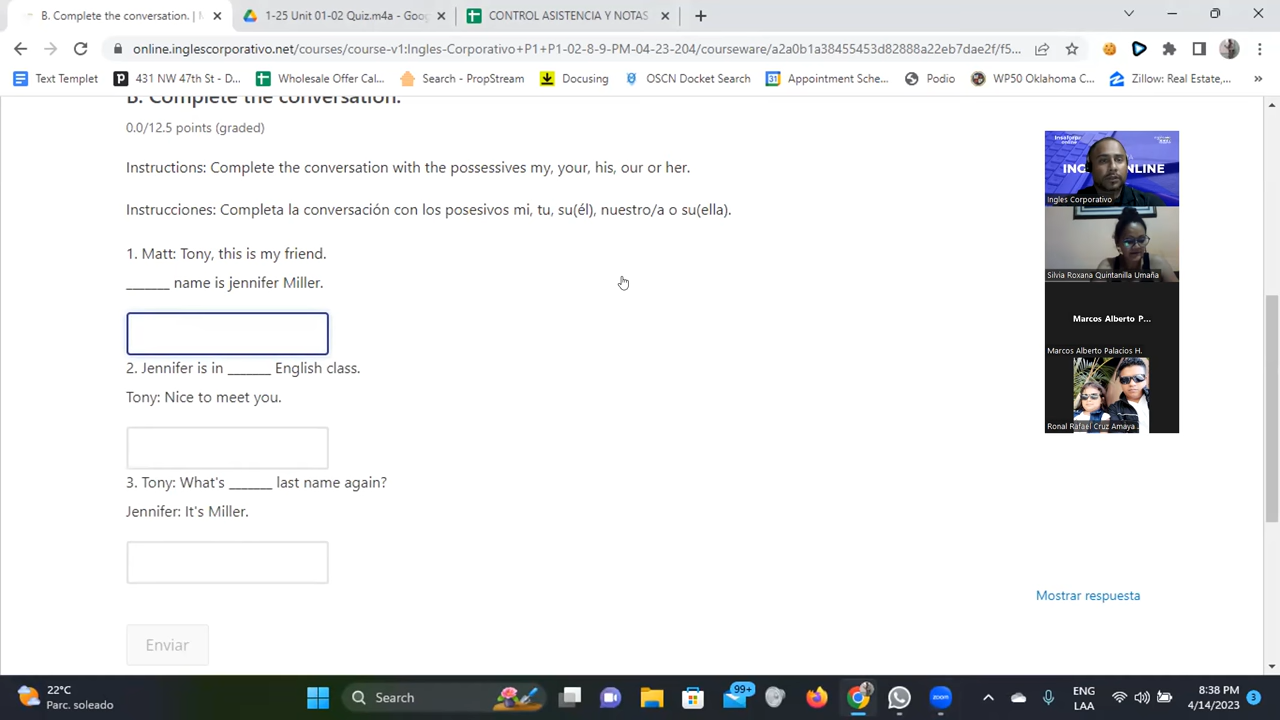 B. Complete the conversation. | M
1-25 Unit 01-02 Quiz.m4a - Goog
CONTROL ASISTENCIA Y NOTAS
online.inglescorporativo.net/courses/course-v1:Ingles-Corporativo+P1+P1-02-8-9-PM-04-23-204/courseware/a2a0b1a38455453d82888a22eb7dae2f/f5...
Text Templet
431 NW 47th St - D...
Wholesale Offer Cal...
Search - PropStream
Docusing
OSCN Docket Search
Appointment Sche...
Podio
WP50 Oklahoma C...
Zillow: Real Estate,...
»
B. Complete the conversation.
0.0/12.5 points (graded)
Instructions: Complete the conversation with the possessives my, your, his, our or her.
Instrucciones: Completa la conversación con los posesivos mi, tu, su(él), nuestro/a o su(ella).
1. Matt: Tony, this is my friend.
_______ name is jennifer Miller.
2. Jennifer is in _______ English class.
Tony: Nice to meet you.
3. Tony: What's _______ last name again?
Jennifer: It's Miller.
Mostrar respuesta
Enviar
INGLES ONLINE
Ingles Corporativo
Silvia Roxana Quintanilla Umaña
Marcos Alberto P...
Marcos Alberto Palacios H.
Ronal Rafael Cruz Amaya
22°C
Parc. soleado
Search
99+
ENG
LAA
8:38 PM
4/14/2023
3